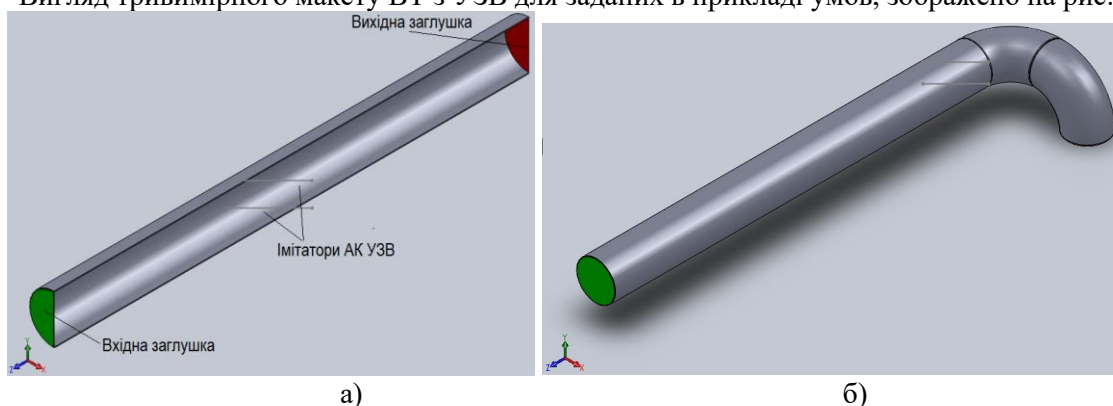 Вигляд тривимірного макету ВТ з УЗВ для заданих в прикладі умов, зображено на рис.
Вихідна заглушка
Імітатори АК УЗВ
Вхідна заглушка
Y
Z
X
Y
Z
X
а)
б)